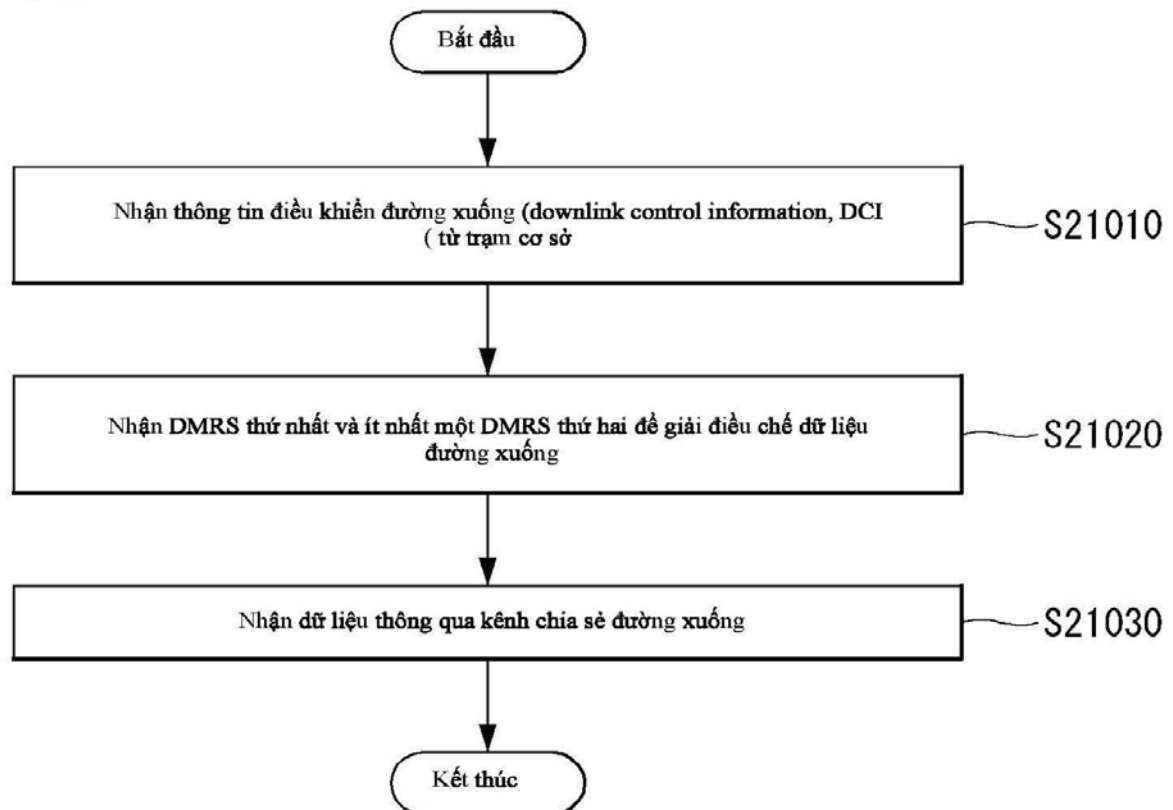 Bắt đầu
Nhận thông tin điều khiển đường xuống (downlink control information, DCI
( từ trạm cơ sở
S21010
Nhận DMRS thứ nhất và ít nhất một DMRS thứ hai để giải điều chế dữ liệu
đường xuống
S21020
Nhận dữ liệu thông qua kênh chia sẻ đường xuống
S21030
Kết thúc